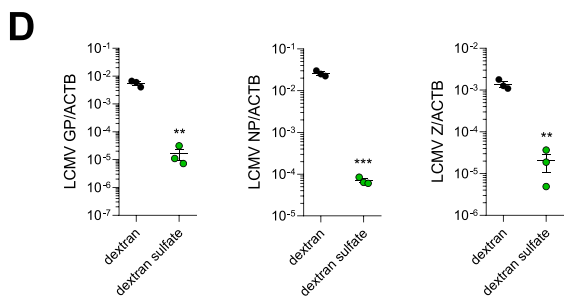 D
LCMV GP/ACTB
10⁻¹
10⁻²
10⁻³
10⁻⁴
10⁻⁵
10⁻⁶
10⁻⁷
**
dextran
dextran sulfate
LCMV NP/ACTB
10⁻¹
10⁻²
10⁻³
10⁻⁴
10⁻⁵
***
dextran
dextran sulfate
LCMV Z/ACTB
10⁻²
10⁻³
10⁻⁴
10⁻⁵
10⁻⁶
**
dextran
dextran sulfate